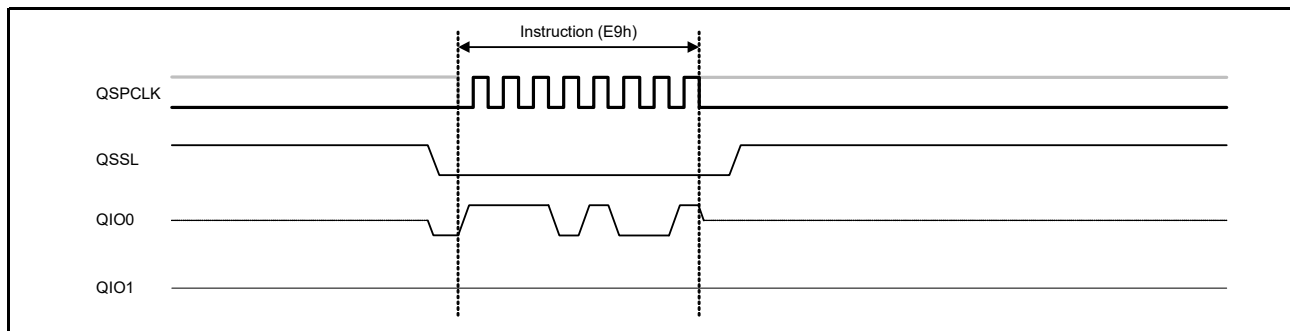 Instruction (E9h)
QSPCLK
QSSL
QIO0
QIO1